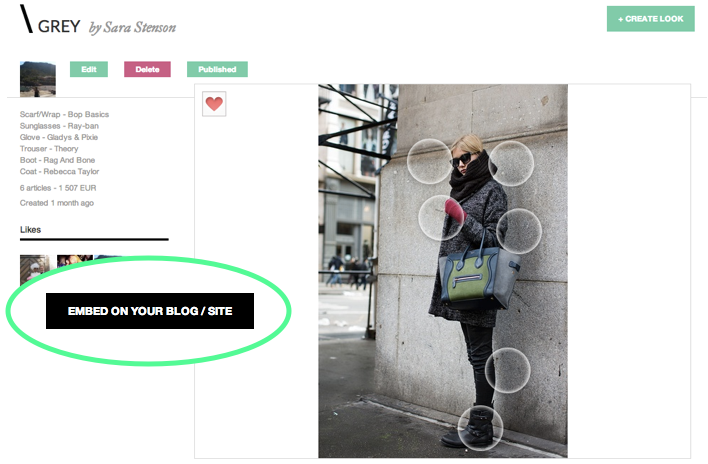 \ GREY by Sara Stenson
+ CREATE LOOK
Edit
Delete
Published
Scarf/Wrap - Bop Basics
Sunglasses - Ray-ban
Glove - Gladys & Pixie
Trouser - Theory
Boot - Rag And Bone
Coat - Rebecca Taylor
6 articles - 1 507 EUR
Created 1 month ago
Likes
EMBED ON YOUR BLOG / SITE